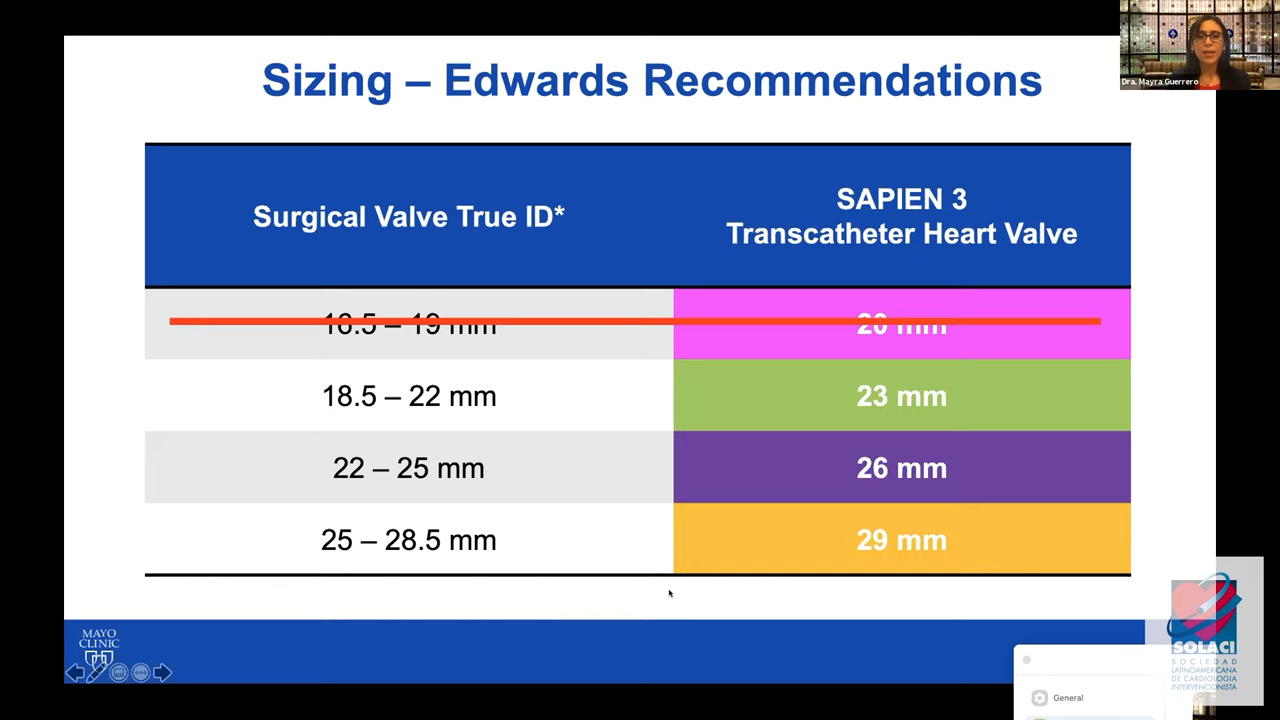 Sizing – Edwards Recommendations
Dra. Mayra Guerrero
Surgical Valve True ID*
SAPIEN 3
Transcatheter Heart Valve
16.5 – 19 mm
20 mm
18.5 – 22 mm
23 mm
22 – 25 mm
26 mm
25 – 28.5 mm
29 mm
MAYO
CLINIC
SOLACI
SOCIEDAD
LATINOAMERICANA
DE CARDIOLOGIA
INTERVENCIONISTA
General